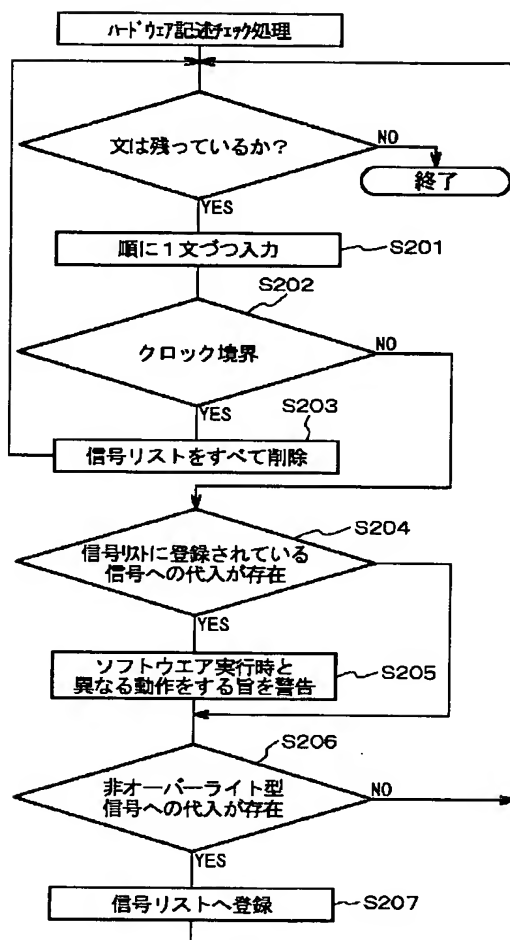 ハードウェア記述チェック処理
文は残っているか?
NO
終了
YES
順に1文づつ入力
S201
S202
クロック境界
NO
YES
S203
信号リストをすべて削除
S204
信号リストに登録されている
信号への代入が存在
YES
ソフトウエア実行時と
異なる動作をする旨を警告
S205
S206
非オーバーライト型
信号への代入が存在
NO
YES
信号リストへ登録
S207